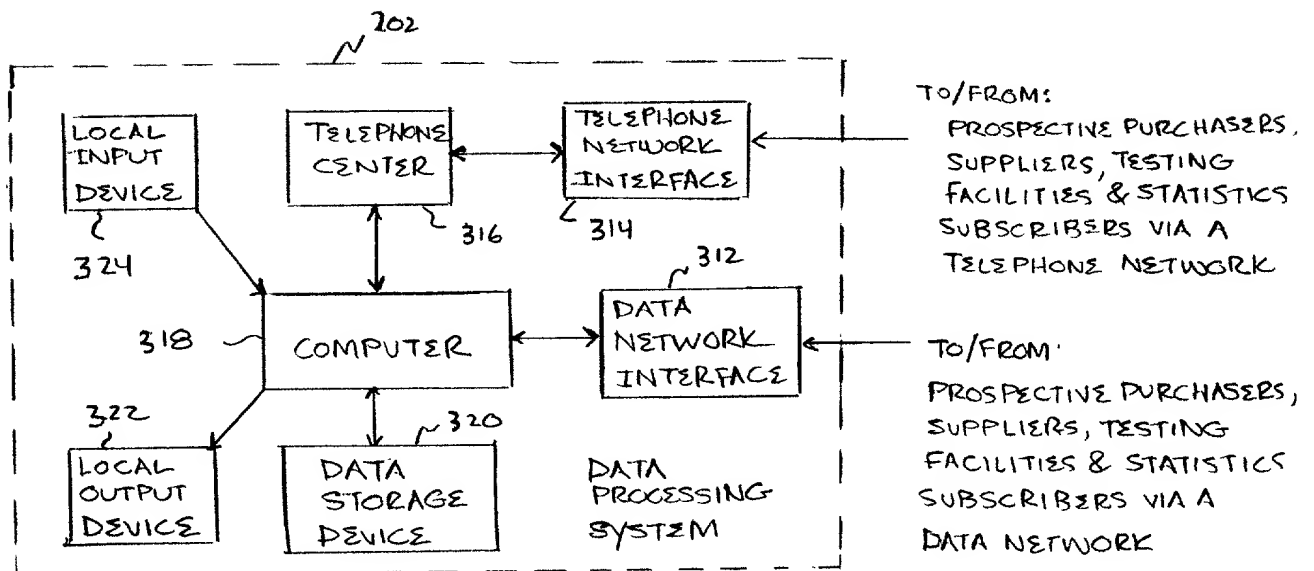 202
LOCAL
INPUT
DEVICE
324
TELEPHONE
CENTER
316
TELEPHONE
NETWORK
INTERFACE
314
TO/FROM:
PROSPECTIVE PURCHASERS,
SUPPLIERS, TESTING
FACILITIES & STATISTICS
SUBSCRIBERS VIA A
TELEPHONE NETWORK
318
COMPUTER
312
DATA
NETWORK
INTERFACE
TO/FROM:
PROSPECTIVE PURCHASERS,
SUPPLIERS, TESTING
FACILITIES & STATISTICS
SUBSCRIBERS VIA A
DATA NETWORK
322
LOCAL
OUTPUT
DEVICE
320
DATA
STORAGE
DEVICE
DATA
PROCESSING
SYSTEM